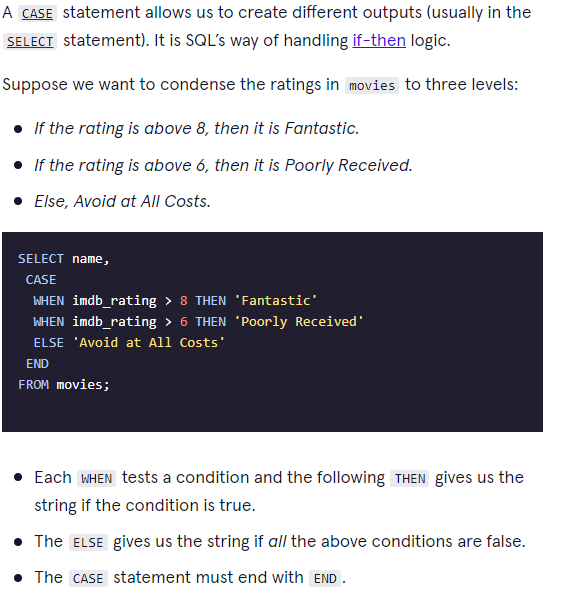 A CASE statement allows us to create different outputs (usually in the
SELECT statement). It is SQL’s way of handling if-then logic.
Suppose we want to condense the ratings in movies to three levels:
• If the rating is above 8, then it is Fantastic.
• If the rating is above 6, then it is Poorly Received.
• Else, Avoid at All Costs.
SELECT name,
 CASE
  WHEN imdb_rating > 8 THEN 'Fantastic'
  WHEN imdb_rating > 6 THEN 'Poorly Received'
  ELSE 'Avoid at All Costs'
 END
FROM movies;
• Each WHEN tests a condition and the following THEN gives us the
string if the condition is true.
• The ELSE gives us the string if all the above conditions are false.
• The CASE statement must end with END.